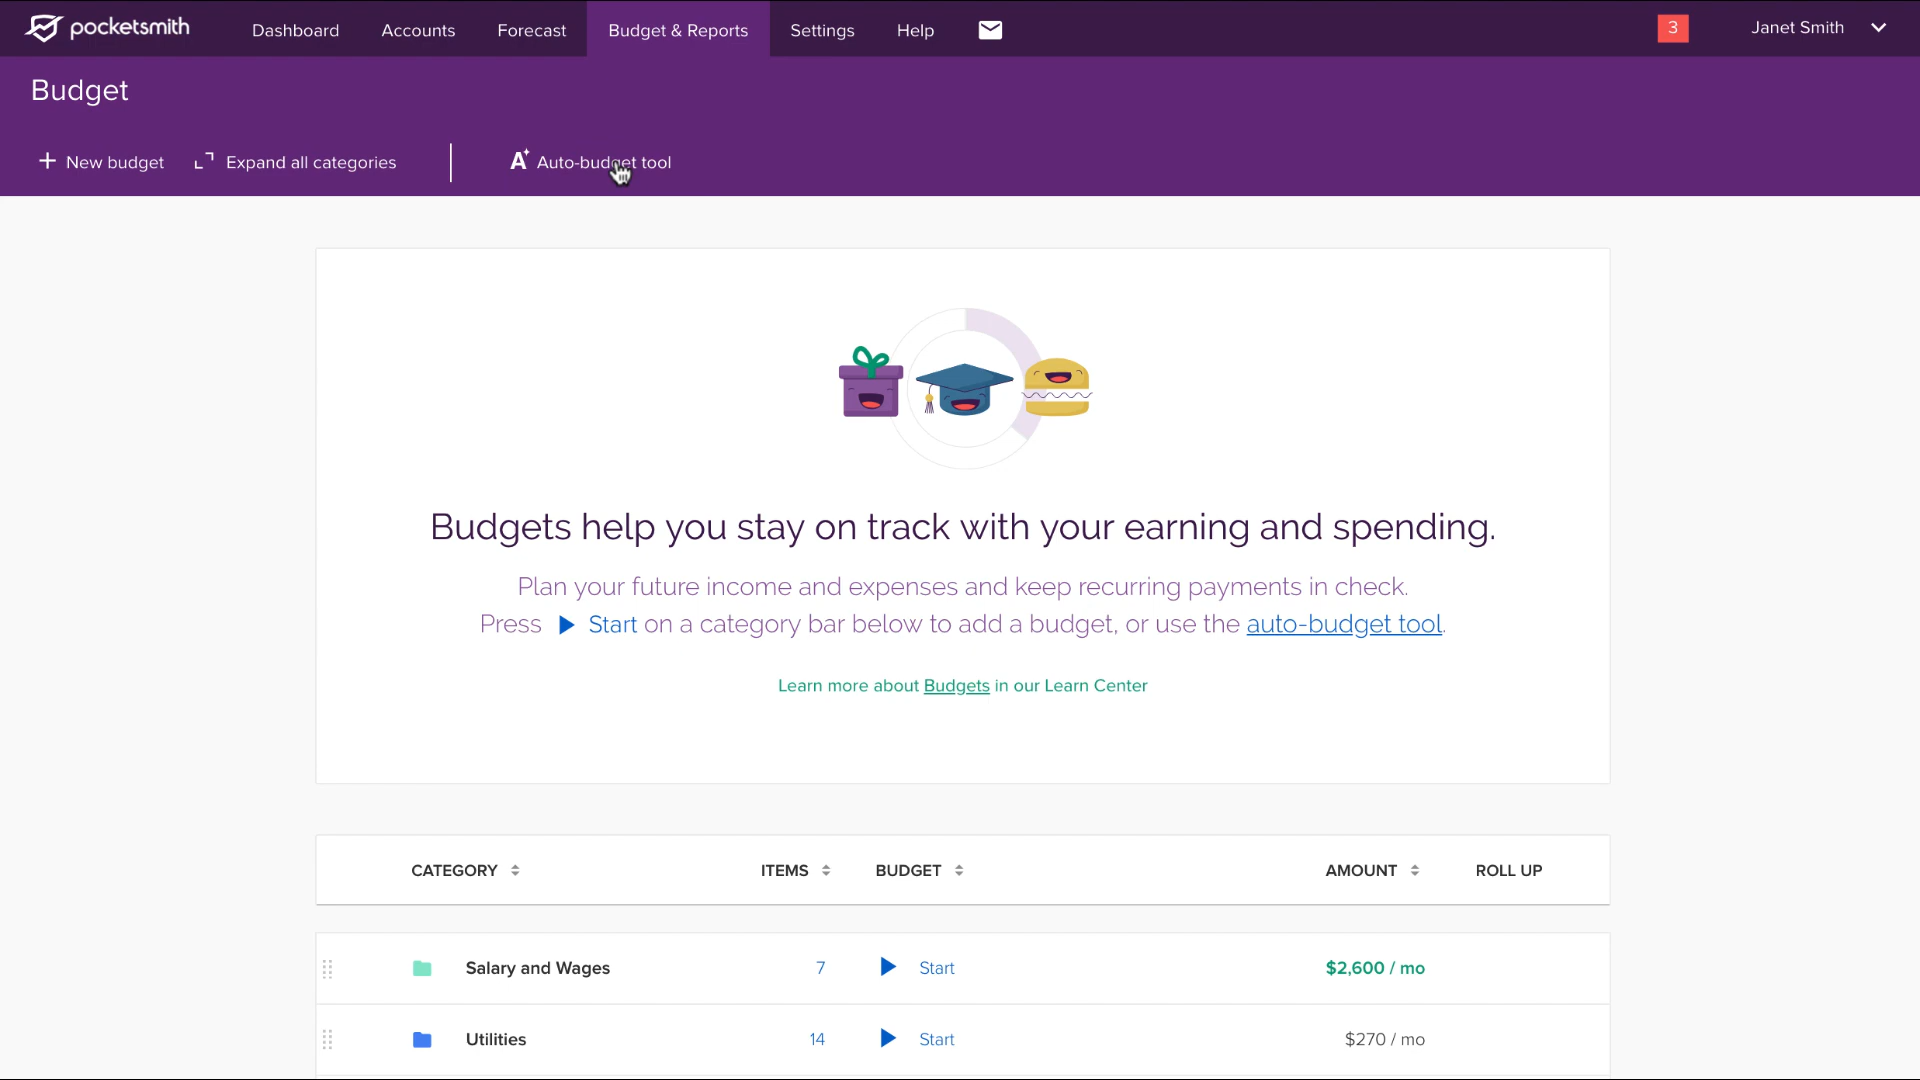 pocketsmith
Dashboard
Accounts
Forecast
Budget & Reports
Settings
Help
3
Janet Smith
Budget
New budget
Expand all categories
Auto-budget tool
Budgets help you stay on track with your earning and spending.
Plan your future income and expenses and keep recurring payments in check.
Press Start on a category bar below to add a budget, or use the auto-budget tool.
Learn more about Budgets in our Learn Center
CATEGORY ITEMS BUDGET AMOUNT ROLL UP
Salary and Wages 7 Start $2,600 / mo
Utilities 14 Start $270 / mo